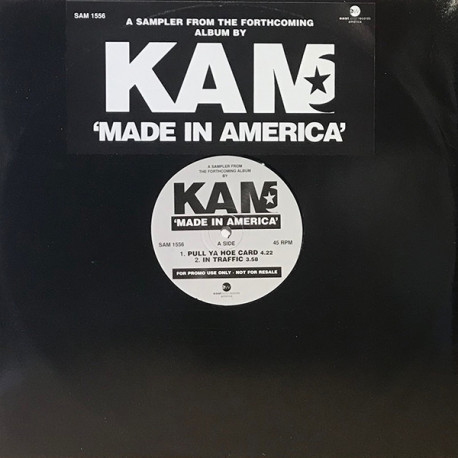 SAM 1556
A SAMPLER FROM THE FORTHCOMING
ALBUM BY
KAM
'MADE IN AMERICA'
A SAMPLER FROM
THE FORTHCOMING ALBUM
BY
KAM
'MADE IN AMERICA'
SAM 1556 A SIDE 45 RPM
1. PULL YA HOE CARD 4.22
2. IN TRAFFIC 3.58
FOR PROMO USE ONLY - NOT FOR RESALE